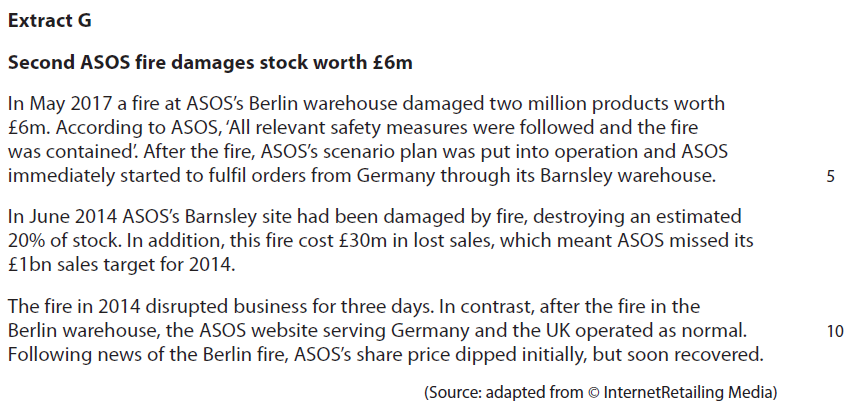 Extract G
Second ASOS fire damages stock worth £6m
In May 2017 a fire at ASOS’s Berlin warehouse damaged two million products worth
£6m. According to ASOS, ‘All relevant safety measures were followed and the fire
was contained’. After the fire, ASOS’s scenario plan was put into operation and ASOS
immediately started to fulfil orders from Germany through its Barnsley warehouse. 5
In June 2014 ASOS’s Barnsley site had been damaged by fire, destroying an estimated
20% of stock. In addition, this fire cost £30m in lost sales, which meant ASOS missed its
£1bn sales target for 2014.
The fire in 2014 disrupted business for three days. In contrast, after the fire in the
Berlin warehouse, the ASOS website serving Germany and the UK operated as normal. 10
Following news of the Berlin fire, ASOS’s share price dipped initially, but soon recovered.
(Source: adapted from © InternetRetailing Media)